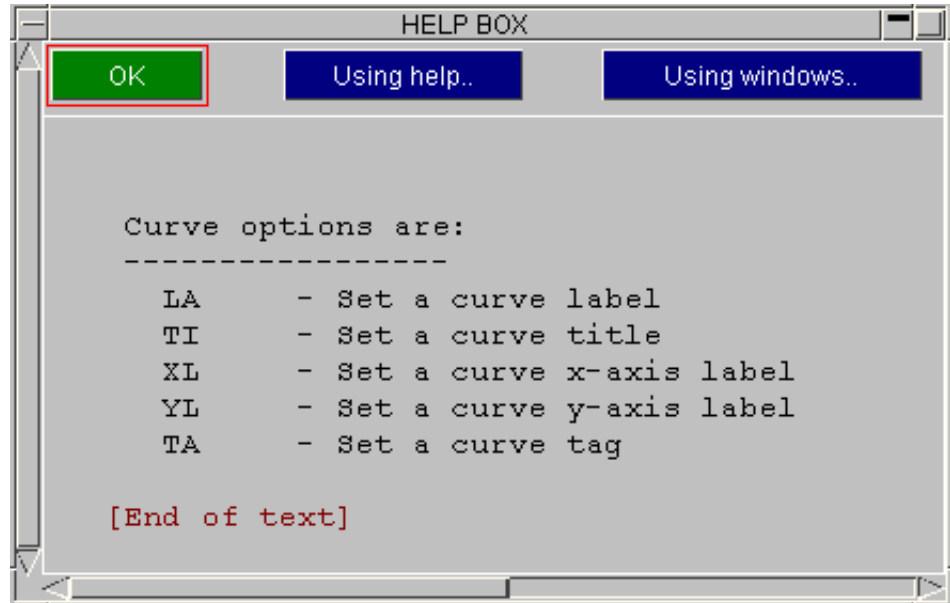 HELP BOX
OK Using help.. Using windows..
Curve options are:
-----------------
LA - Set a curve label
TI - Set a curve title
XL - Set a curve x-axis label
YL - Set a curve y-axis label
TA - Set a curve tag
[End of text]